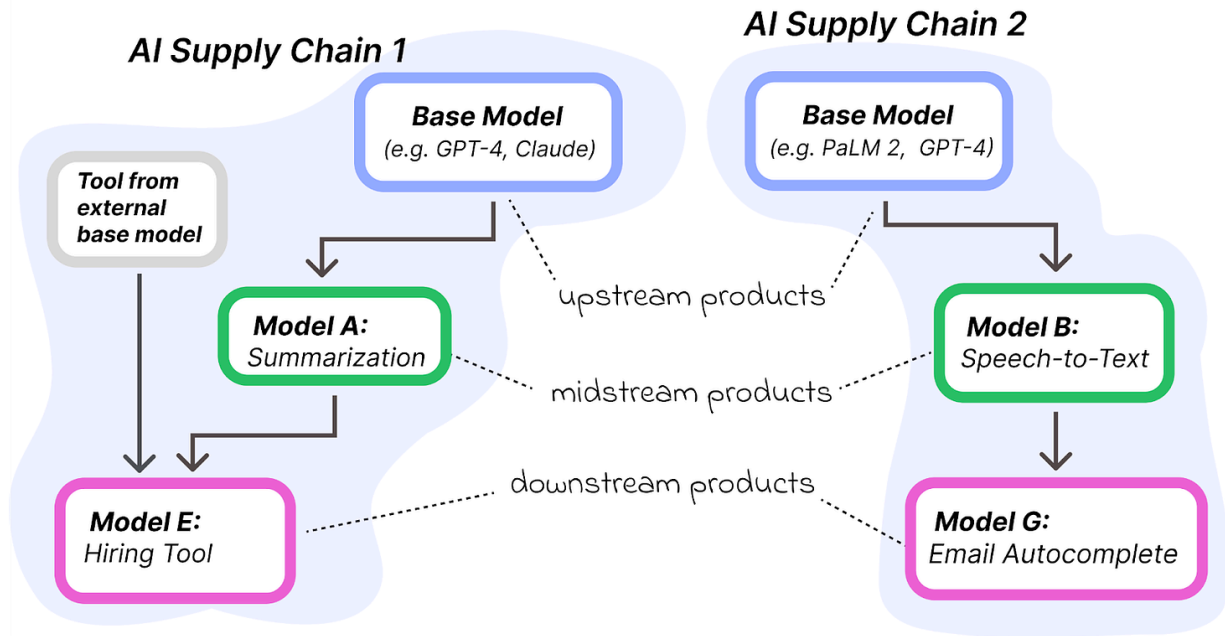 AI Supply Chain 1
AI Supply Chain 2
Base Model
(e.g. GPT-4, Claude)
Base Model
(e.g. PaLM 2, GPT-4)
Tool from
external
base model
upstream products
Model A:
Summarization
Model B:
Speech-to-Text
midstream products
downstream products
Model E:
Hiring Tool
Model G:
Email Autocomplete